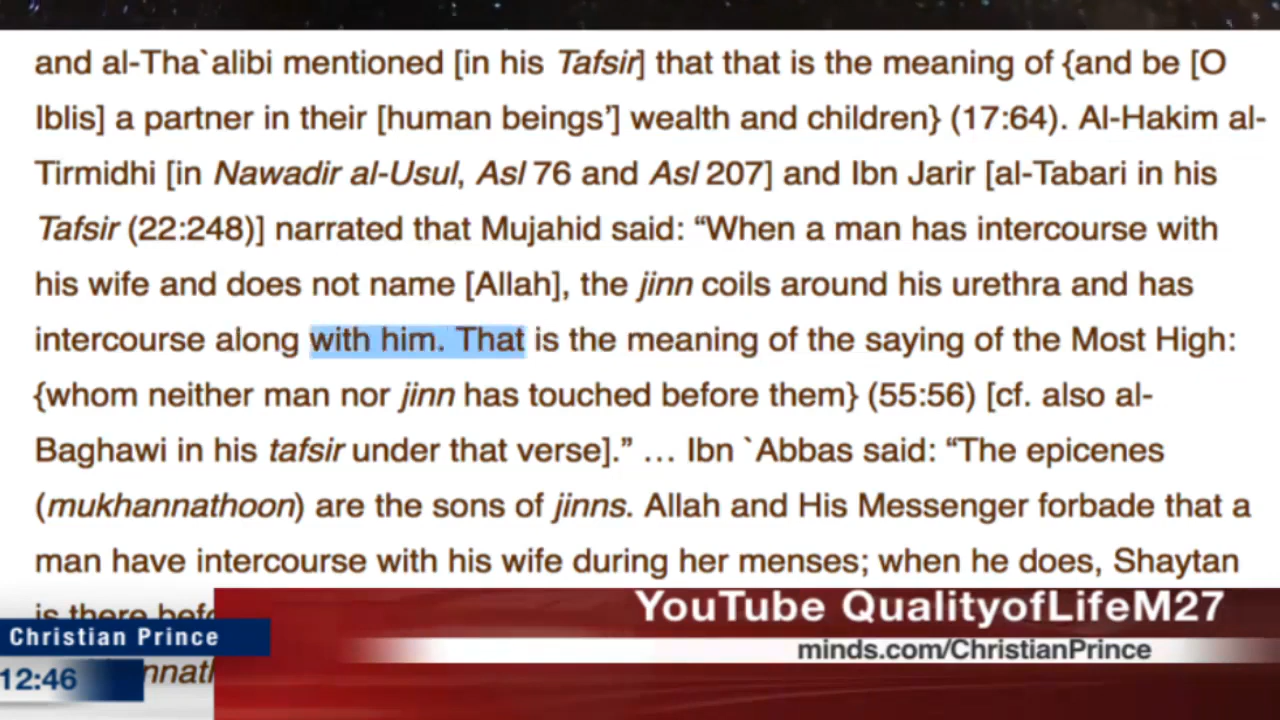 and al-Tha`alibi mentioned [in his Tafsir] that that is the meaning of {and be [O
Iblis] a partner in their [human beings’] wealth and children} (17:64). Al-Hakim al-
Tirmidhi [in Nawadir al-Usul, Asl 76 and Asl 207] and Ibn Jarir [al-Tabari in his
Tafsir (22:248)] narrated that Mujahid said: “When a man has intercourse with
his wife and does not name [Allah], the jinn coils around his urethra and has
intercourse along with him. That is the meaning of the saying of the Most High:
{whom neither man nor jinn has touched before them} (55:56) [cf. also al-
Baghawi in his tafsir under that verse].” … Ibn `Abbas said: “The epicenes
(mukhannathoon) are the sons of jinns. Allah and His Messenger forbade that a
man have intercourse with his wife during her menses; when he does, Shaytan
is there
YouTube QualityofLifeM27
Christian Prince
minds.com/ChristianPrince
12:46